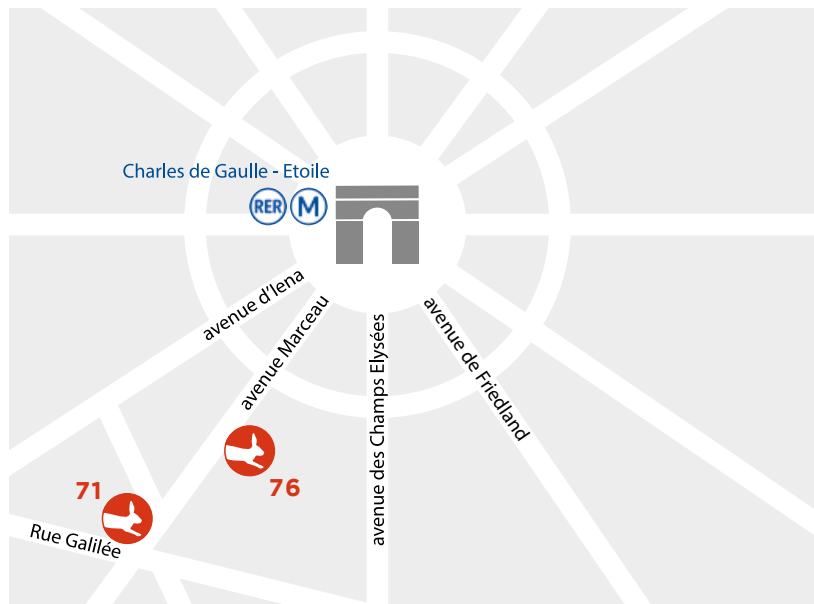 Charles de Gaulle - Etoile
RER M
avenue d'Iena
avenue Marceau
avenue des Champs Elysées
avenue de Friedland
71
76
Rue Galilée